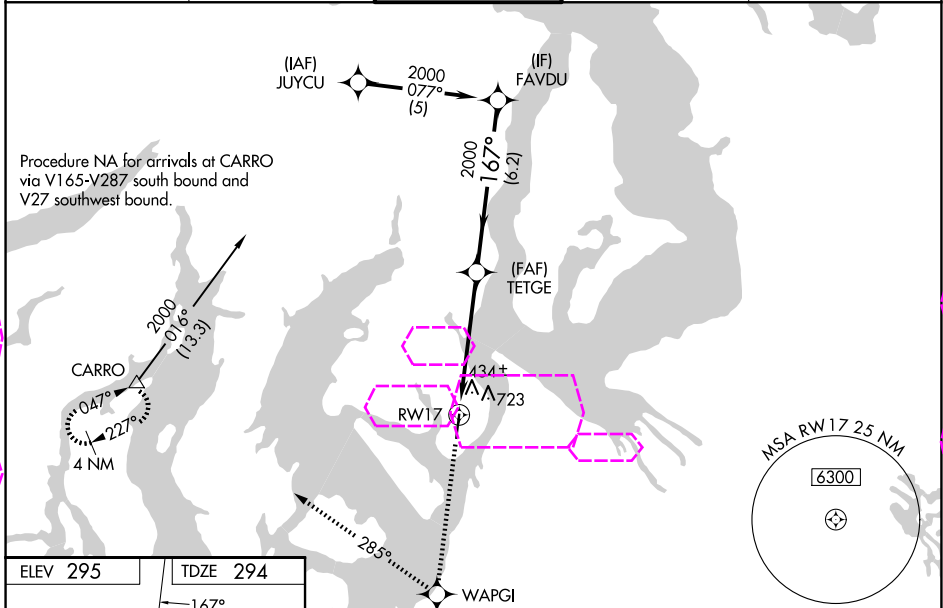 (IAF)
JUYCU
2000
077°
(5)
(IF)
FAVDU
2000
167°
(6.2)
Procedure NA for arrivals at CARRO
via V165-V287 south bound and
V27 southwest bound.
(FAF)
TETGE
2000
016°
(13.3)
CARRO
047°
227°
4 NM
434±
723
RW17
MSA RW17 25 NM
6300
285°
WAPGI
ELEV 295
TDZE 294
167°